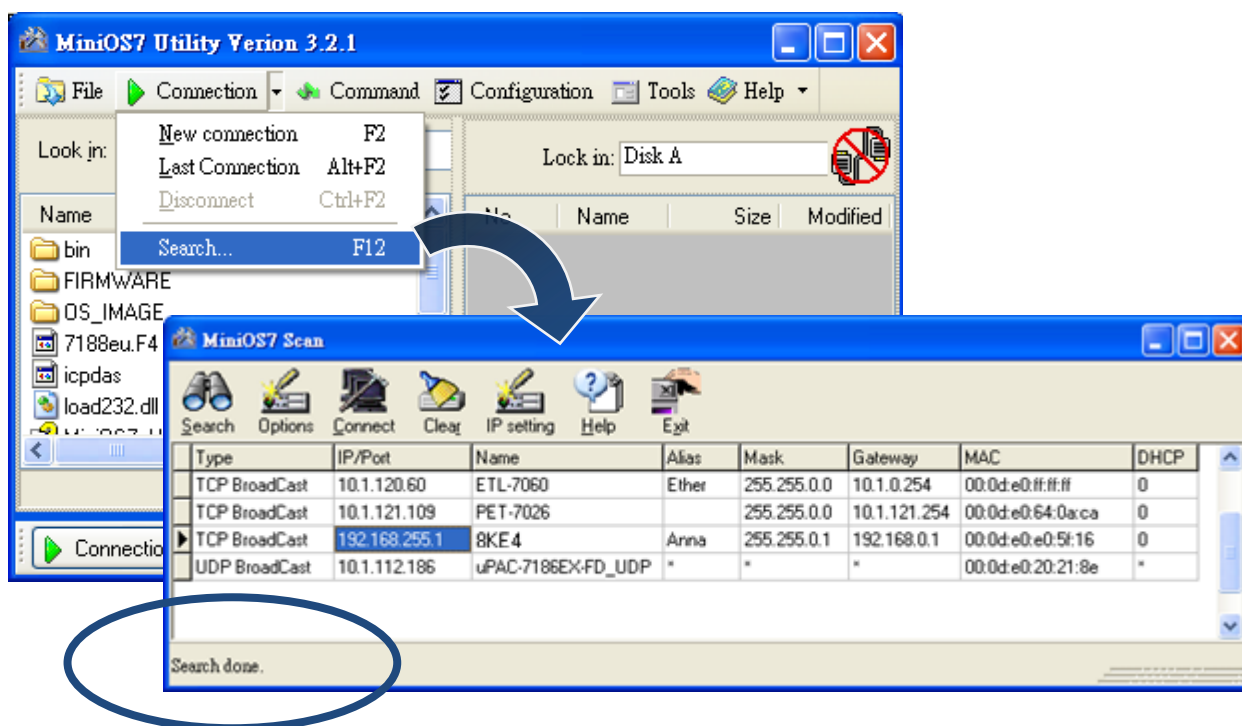 MiniOS7 Utility Verion 3.2.1
File Connection Command Configuration Tools Help
New connection F2
Last Connection Alt+F2
Disconnect Ctrl+F2
Search... F12
Look in:
Lock in: Disk A
Name
No Name Size Modified
bin
FIRMWARE
OS_IMAGE
7188eu.F4
icpdas
load232.dll
Connectio
MiniOS7 Scan
Search Options Connect Clear IP setting Help Exit
Type IP/Port Name Alias Mask Gateway MAC DHCP
TCP BroadCast 10.1.120.60 ETL-7060 Ether 255.255.0.0 10.1.0.254 00:0d:e0:ff:ff:ff 0
TCP BroadCast 10.1.121.109 PET-7026 255.255.0.0 10.1.121.254 00:0d:e0:64:0a:ca 0
TCP BroadCast 192.168.255.1 8KE4 Anna 255.255.0.1 192.168.0.1 00:0d:e0:e0:5f:16 0
UDP BroadCast 10.1.112.186 uPAC-7186EX-FD_UDP * * * 00:0d:e0:20:21:8e *
Search done.